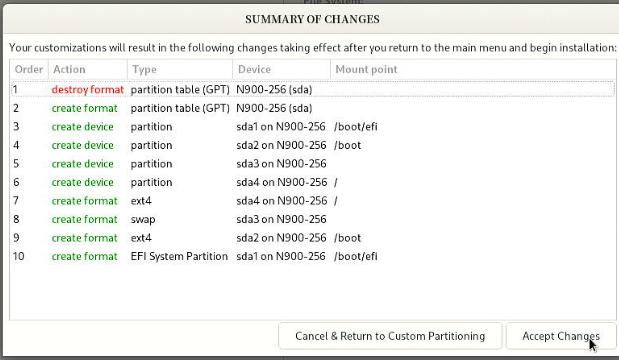 File System:
SUMMARY OF CHANGES
Your customizations will result in the following changes taking effect after you return to the main menu and begin installation:
Order Action Type Device Mount point
1 destroy format partition table (GPT) N900-256 (sda)
2 create format partition table (GPT) N900-256 (sda)
3 create device partition sda1 on N900-256 /boot/efi
4 create device partition sda2 on N900-256 /boot
5 create device partition sda3 on N900-256
6 create device partition sda4 on N900-256 /
7 create format ext4 sda4 on N900-256 /
8 create format swap sda3 on N900-256
9 create format ext4 sda2 on N900-256 /boot
10 create format EFI System Partition sda1 on N900-256 /boot/efi
Cancel & Return to Custom Partitioning Accept Changes